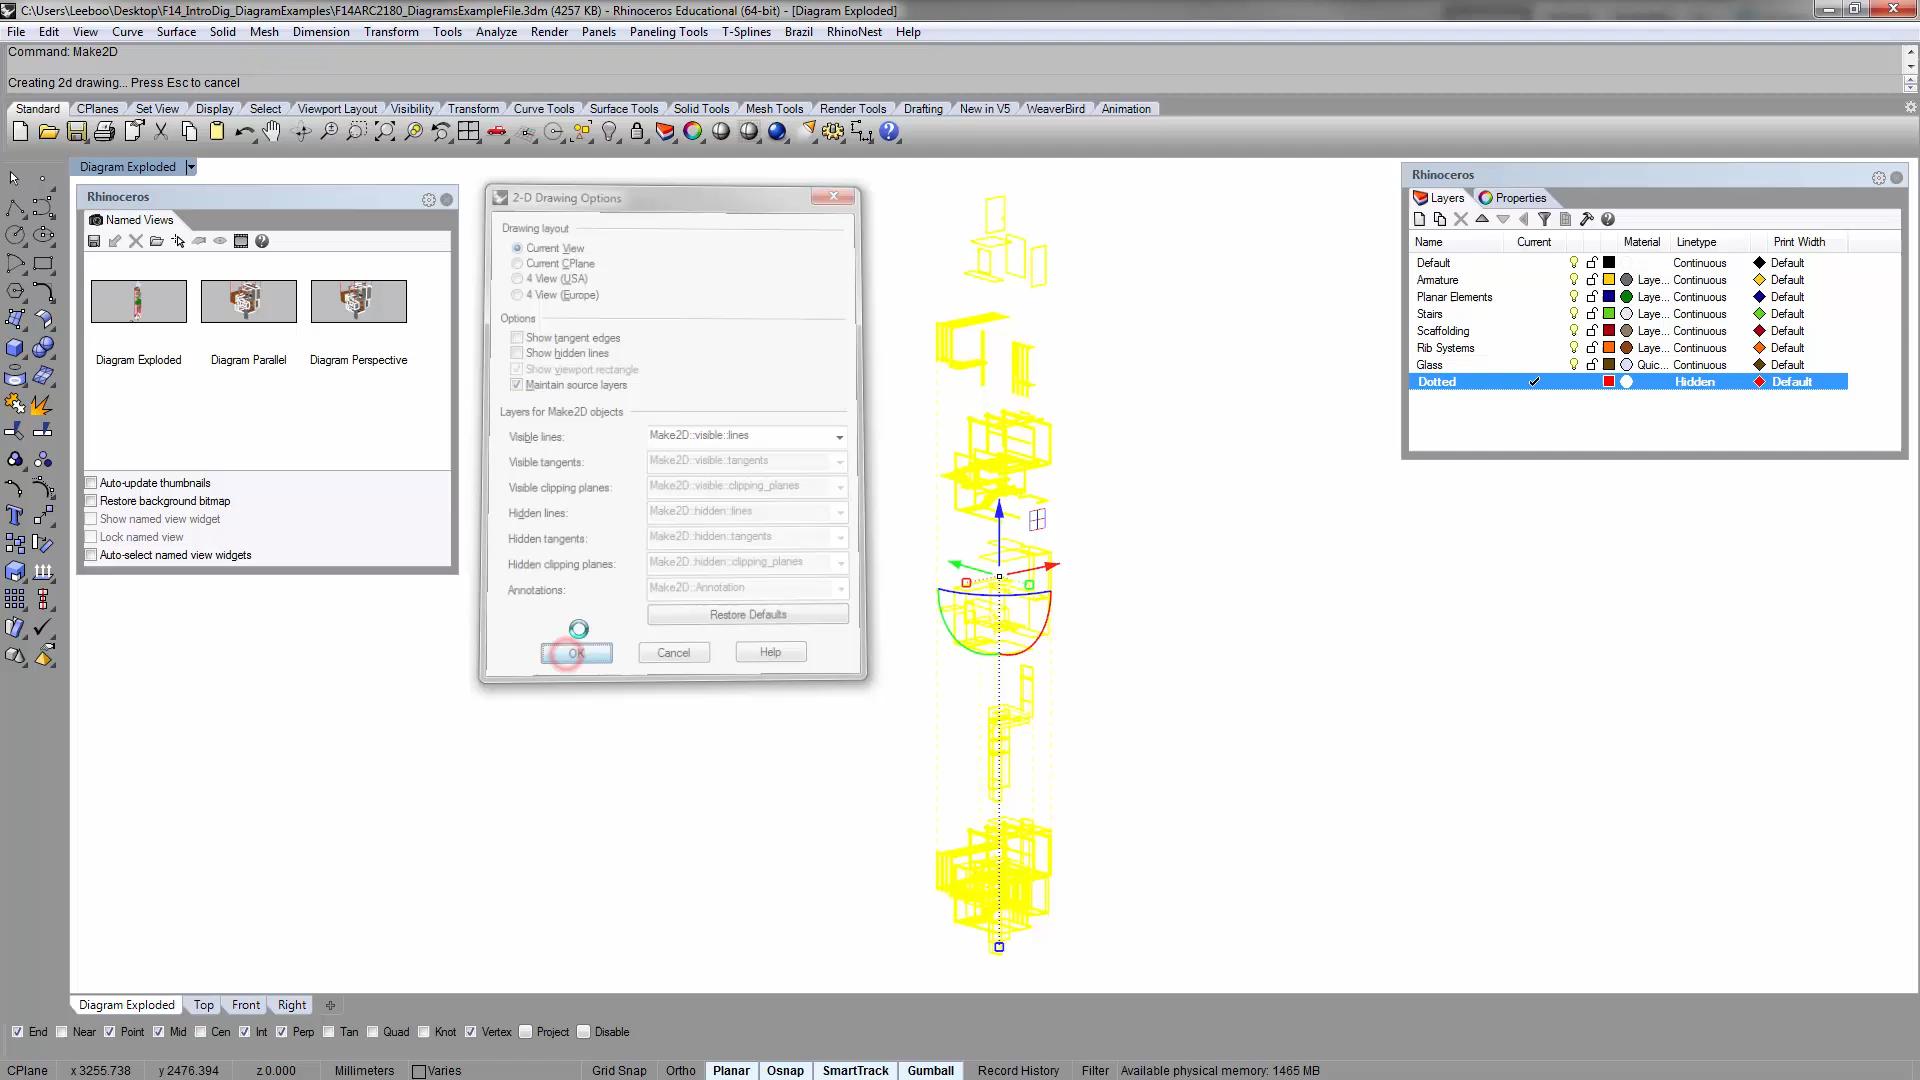 C:\Users\Leeboo\Desktop\F14_IntroDig_DiagramExamples\F14ARC2180_DiagramsExampleFile.3dm (4257 KB) - Rhinoceros Educational (64-bit) - [Diagram Exploded]
File Edit View Curve Surface Solid Mesh Dimension Transform Tools Analyze Render Panels Paneling Tools T-Splines Brazil RhinoNest Help
Command: Make2D
Creating 2d drawing... Press Esc to cancel
Standard CPlanes Set View Display Select Viewport Layout Visibility Transform Curve Tools Surface Tools Solid Tools Mesh Tools Render Tools Drafting New in V5 WeaverBird Animation
Diagram Exploded
Rhinoceros
Named Views
Diagram Exploded Diagram Parallel Diagram Perspective
Auto-update thumbnails
Restore background bitmap
Show named view widget
Lock named view
Auto-select named view widgets
2-D Drawing Options
Drawing layout
Current View
Current CPlane
4 View (USA)
4 View (Europe)
Options
Show tangent edges
Show hidden lines
Show viewport rectangle
Maintain source layers
Layers for Make2D objects
Visible lines: Make2D::visible::lines
Visible tangents: Make2D::visible::tangents
Visible clipping planes: Make2D::visible::clipping_planes
Hidden lines: Make2D::hidden::lines
Hidden tangents: Make2D::hidden::tangents
Hidden clipping planes: Make2D::hidden::clipping_planes
Annotations: Make2D::Annotation
Restore Defaults
OK Cancel Help
Rhinoceros
Layers Properties
Name Current Material Linetype Print Width
Default Continuous Default
Armature Laye... Continuous Default
Planar Elements Laye... Continuous Default
Stairs Laye... Continuous Default
Scaffolding Laye... Continuous Default
Rib Systems Laye... Continuous Default
Glass Quic... Continuous Default
Dotted Hidden Default
Diagram Exploded Top Front Right
End Near Point Mid Cen Int Perp Tan Quad Knot Vertex Project Disable
CPlane x 3255.738 y 2476.394 z 0.000 Millimeters Varies Grid Snap Ortho Planar Osnap SmartTrack Gumball Record History Filter Available physical memory: 1465 MB